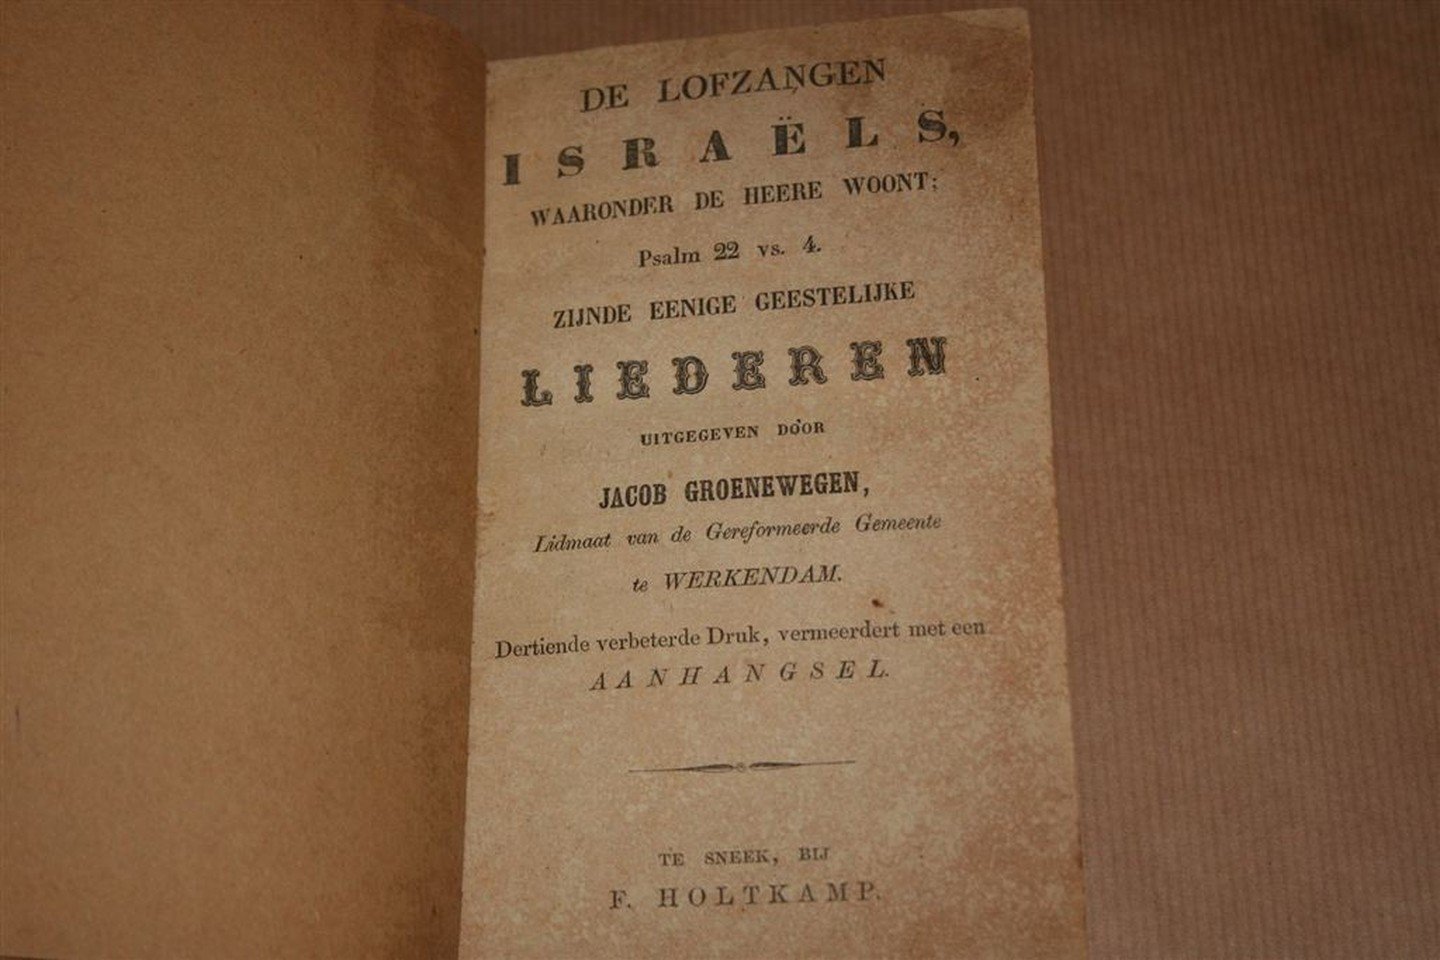 DE LOFZANGEN
ISRAËLS,
WAARONDER DE HEERE WOONT;
Psalm 22 vs. 4.
ZIJNDE EENIGE GEESTELIJKE
LIEDEREN
UITGEGEVEN DOOR
JACOB GROENEWEGEN,
Lidmaat van de Gereformeerde Gemeente
te WERKENDAM.
Dertiende verbeterde Druk, vermeerdert met een
AANHANGSEL.
TE SNEEK, BIJ
F. HOLTKAMP.